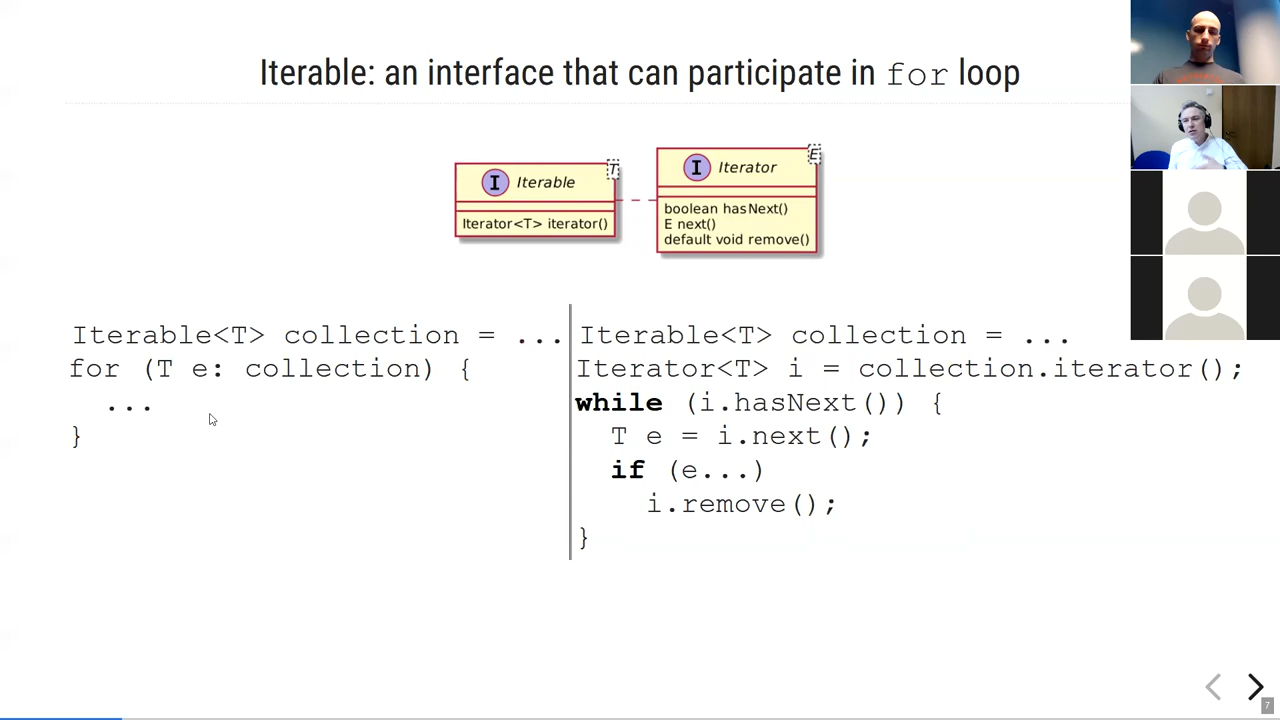 Iterable: an interface that can participate in for loop
I Iterable T
Iterator<T> iterator()
I Iterator E
boolean hasNext()
E next()
default void remove()
Iterable<T> collection = ...
for (T e: collection) {
...
}
Iterable<T> collection = ...
Iterator<T> i = collection.iterator();
while (i.hasNext()) {
T e = i.next();
if (e...)
i.remove();
}
7